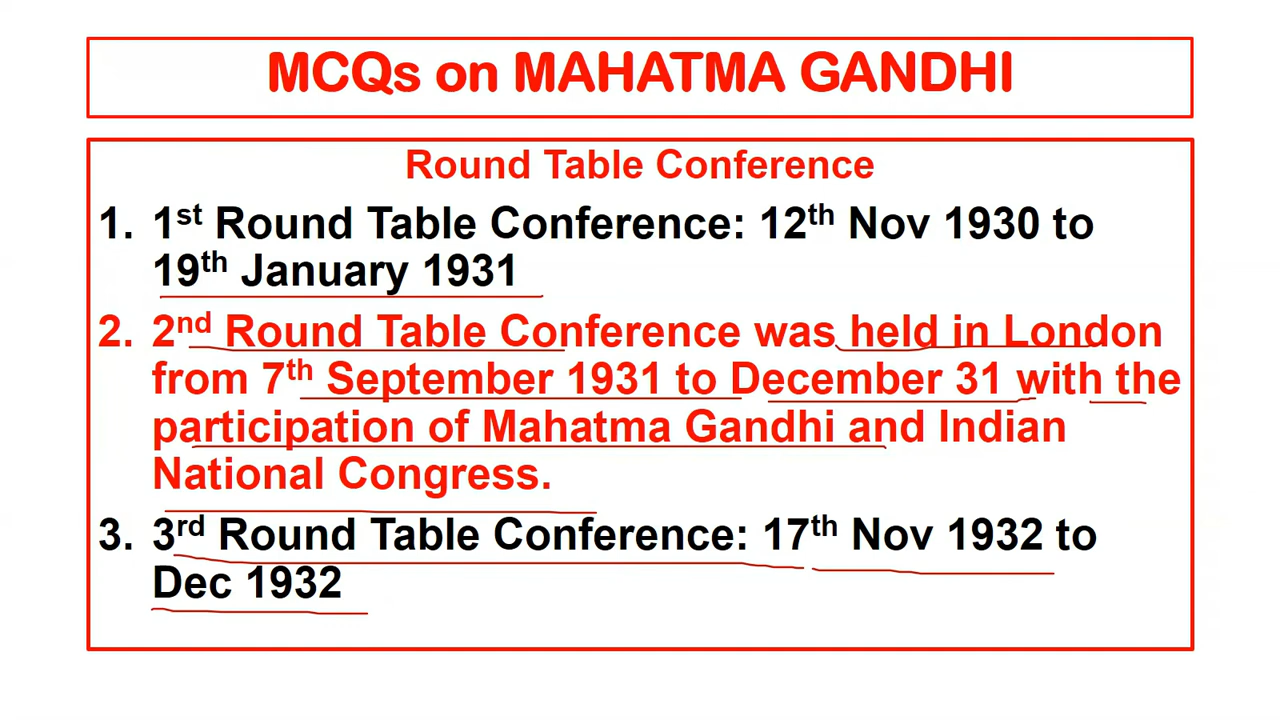 MCQs on MAHATMA GANDHI
Round Table Conference
1. 1st Round Table Conference: 12th Nov 1930 to
19th January 1931
2. 2nd Round Table Conference was held in London
from 7th September 1931 to December 31 with the
participation of Mahatma Gandhi and Indian
National Congress.
3. 3rd Round Table Conference: 17th Nov 1932 to
Dec 1932